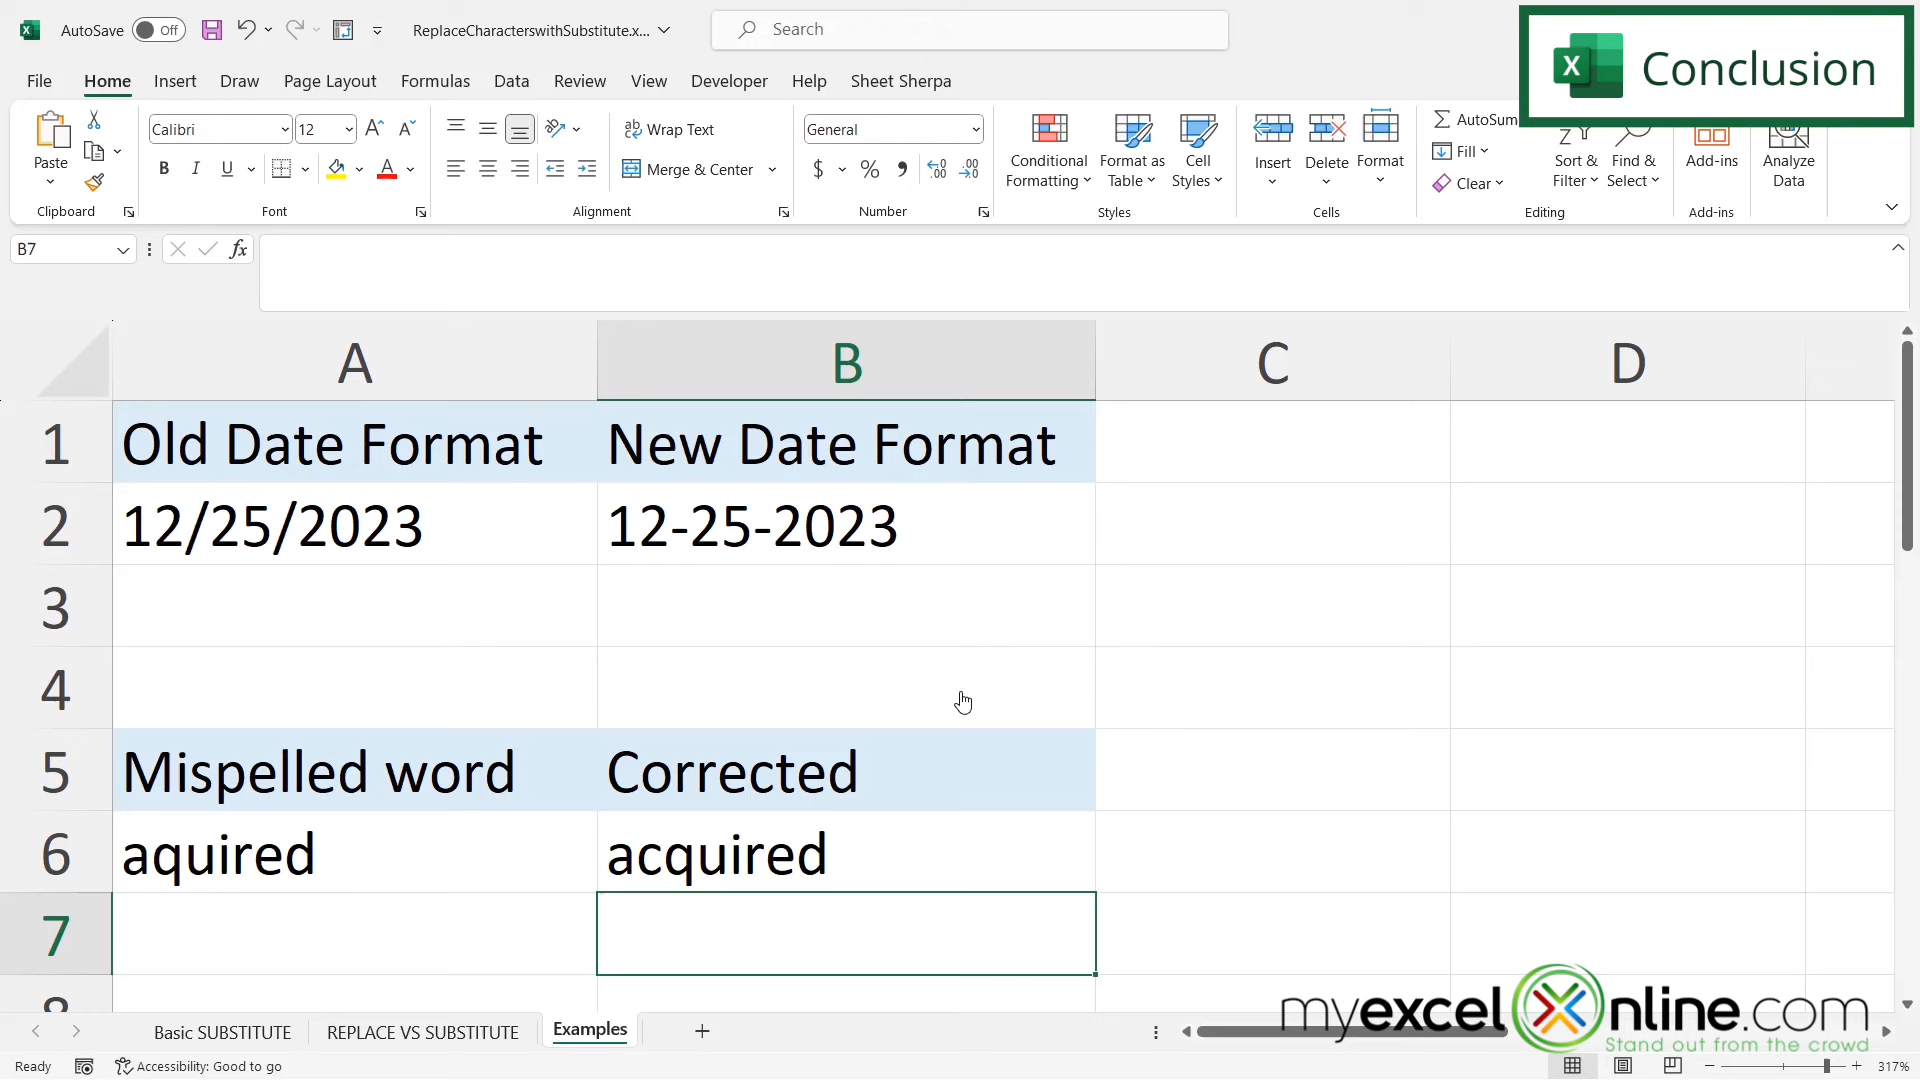 AutoSave Off ReplaceCharacterswithSubstitute.x... Search
X Conclusion
File Home Insert Draw Page Layout Formulas Data Review View Developer Help Sheet Sherpa
Paste Calibri 12 Wrap Text General Conditional Formatting Format as Table Cell Styles Insert Delete Format AutoSum Fill Clear Sort & Filter Find & Select Add-ins Analyze Data
B I U Merge & Center $ %
Clipboard Font Alignment Number Styles Cells Editing Add-ins
B7 fx
A B C D
1 Old Date Format New Date Format
2 12/25/2023 12-25-2023
3
4
5 Mispelled word Corrected
6 aquired acquired
7
8
myexcelOnline.com
Stand out from the crowd
Basic SUBSTITUTE REPLACE VS SUBSTITUTE Examples
Ready Accessibility: Good to go 317%